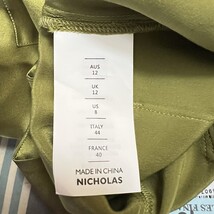 AUS
12
UK
12
US
8
ITALY
44
FRANCE
40
MADE IN CHINA
NICHOLAS